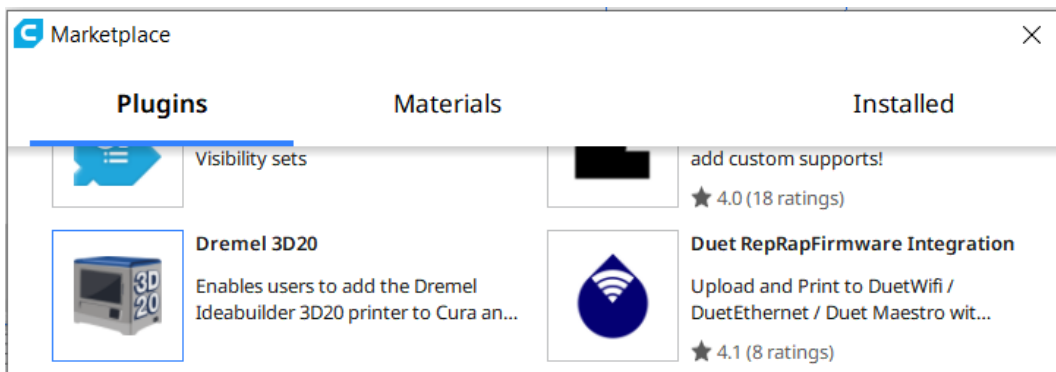 Marketplace
Plugins Materials Installed
Visibility sets
add custom supports!
4.0 (18 ratings)
3D
20
Dremel 3D20
Enables users to add the Dremel
Ideabuilder 3D20 printer to Cura an...
Duet RepRapFirmware Integration
Upload and Print to DuetWifi /
DuetEthernet / Duet Maestro wit...
4.1 (8 ratings)